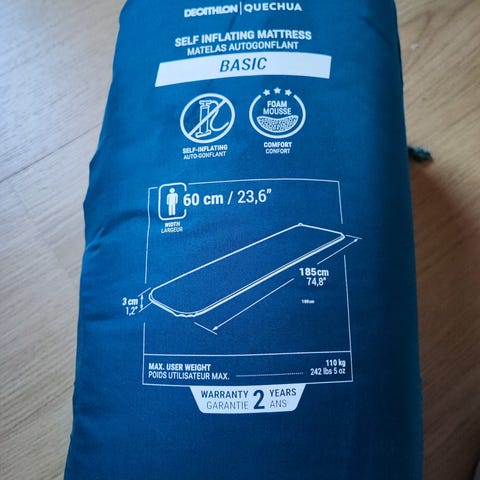 DECATHLON | QUECHUA
SELF INFLATING MATTRESS
MATELAS AUTOGONFLANT
BASIC
FOAM
MOUSSE
SELF-INFLATING
AUTO-GONFLANT
COMFORT
CONFORT
60 cm / 23,6"
WIDTH
LARGEUR
185cm
74,8"
188cm
3 cm
1,2"
MAX. USER WEIGHT
POIDS UTILISATEUR MAX.
110 kg
242 lbs 5 oz
WARRANTY 2 YEARS
GARANTIE ANS